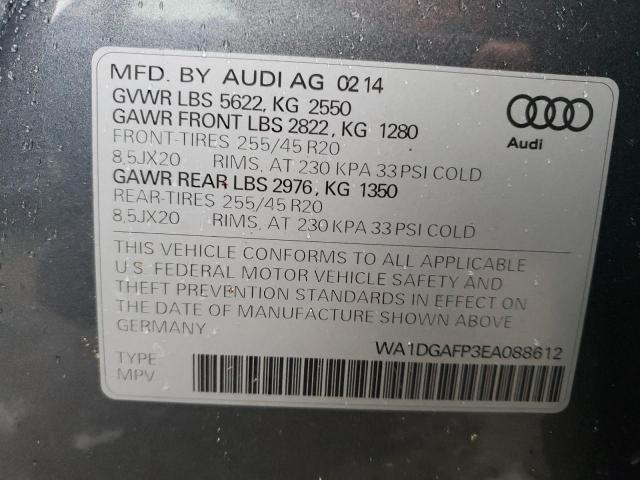 MFD. BY AUDI AG 02 14
GVWR LBS 5622, KG 2550
GAWR FRONT LBS 2822, KG 1280
FRONT-TIRES 255/45 R20
8,5JX20 RIMS, AT 230 KPA 33 PSI COLD
GAWR REAR LBS 2976, KG 1350
REAR-TIRES 255/45 R20
8,5JX20 RIMS, AT 230 KPA 33 PSI COLD
Audi
THIS VEHICLE CONFORMS TO ALL APPLICABLE
U.S. FEDERAL MOTOR VEHICLE SAFETY AND
THEFT PREVENTION STANDARDS IN EFFECT ON
THE DATE OF MANUFACTURE SHOWN ABOVE
GERMANY
WA1DGAFP3EA088612
TYPE
MPV